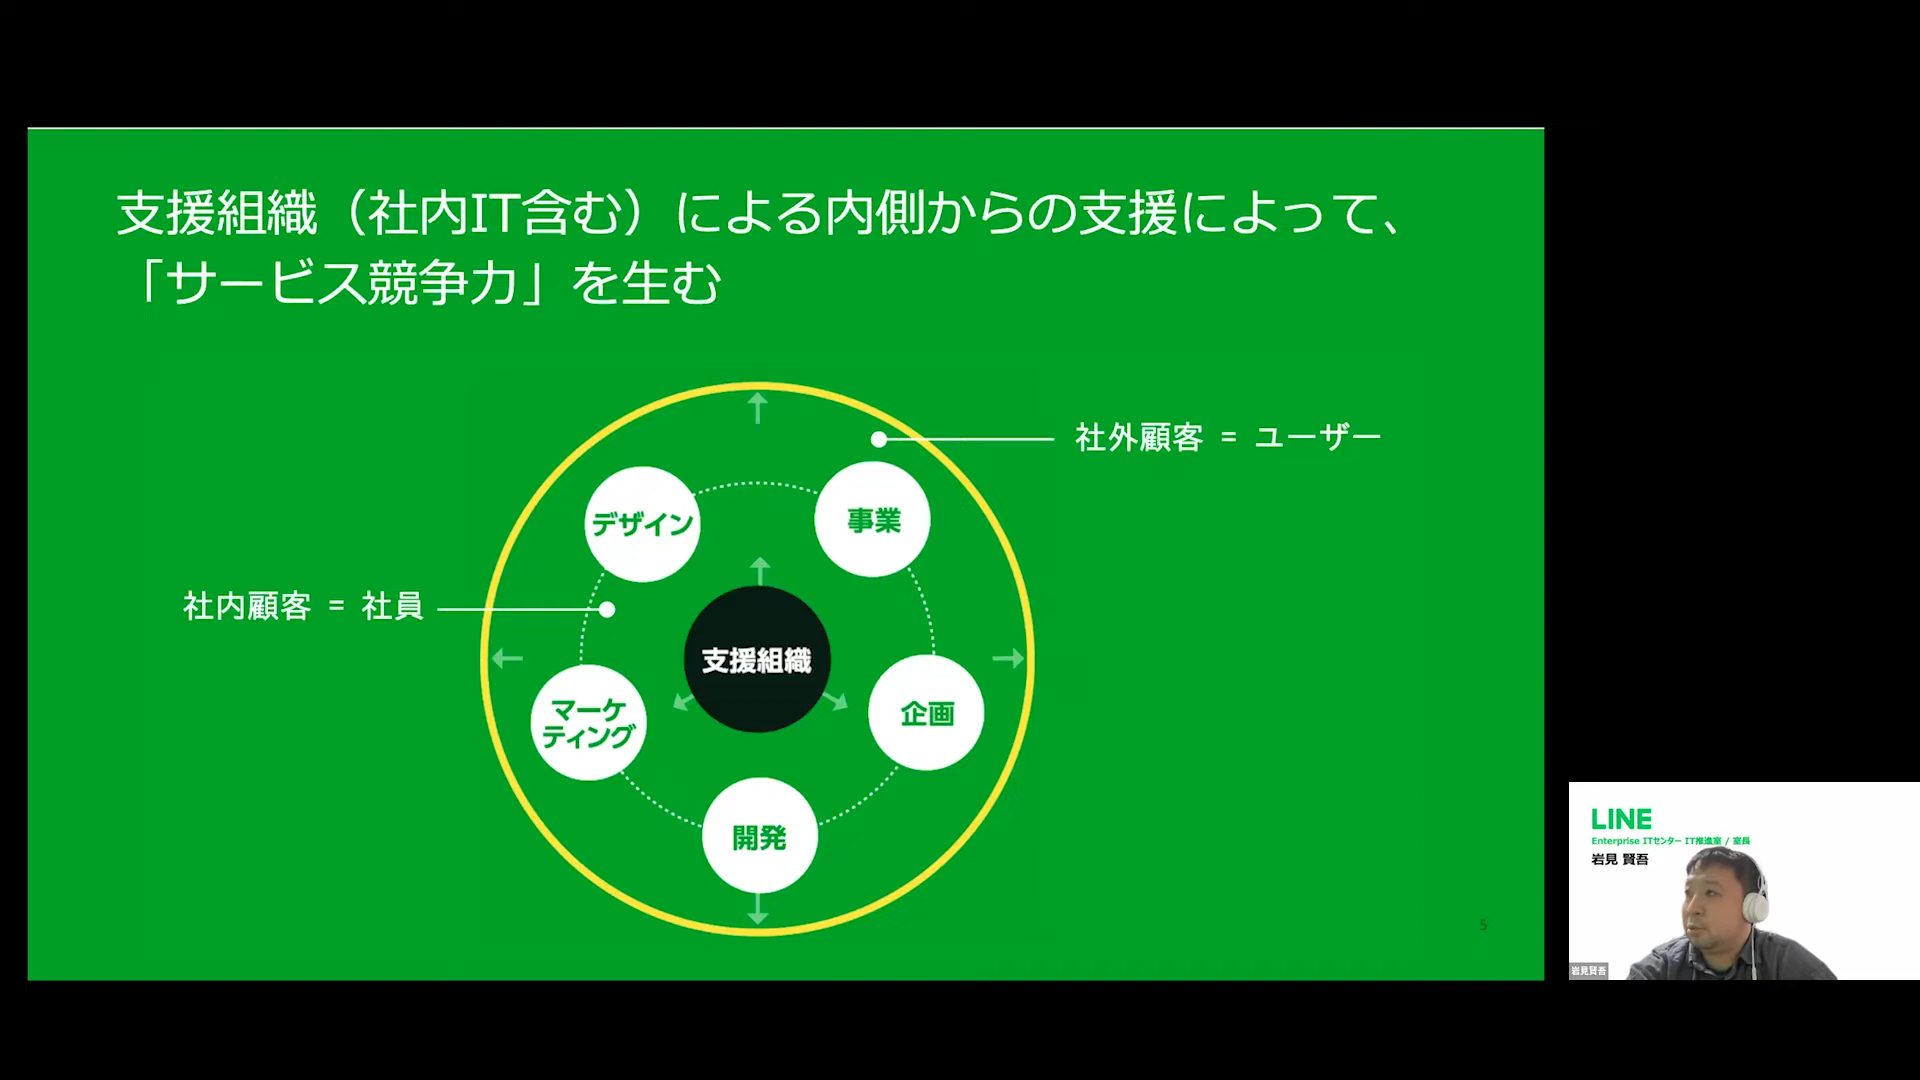 支援組織（社内IT含む）による内側からの支援によって、
「サービス競争力」を生む
社外顧客 = ユーザー
デザイン
事業
社内顧客 = 社員
支援組織
マーケ
ティング
企画
開発
5
LINE
Enterprise ITセンター IT推進室 / 室長
岩見 賢吾
岩見賢吾